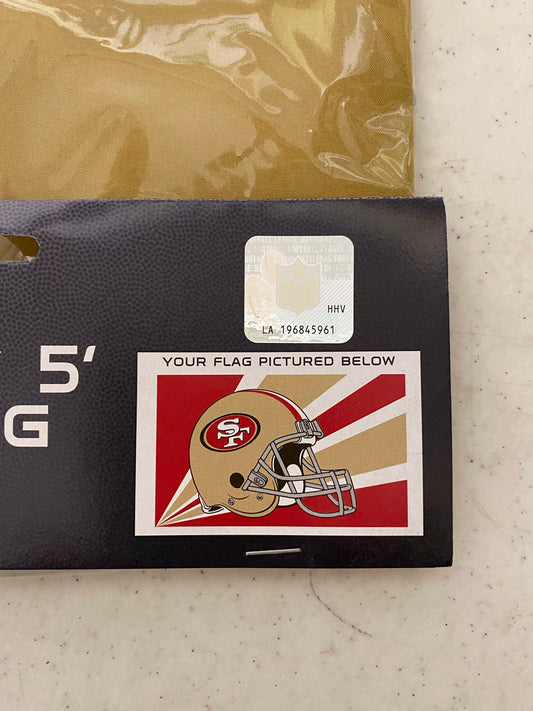 HHV
LA 196845961
5'
G
YOUR FLAG PICTURED BELOW
SF